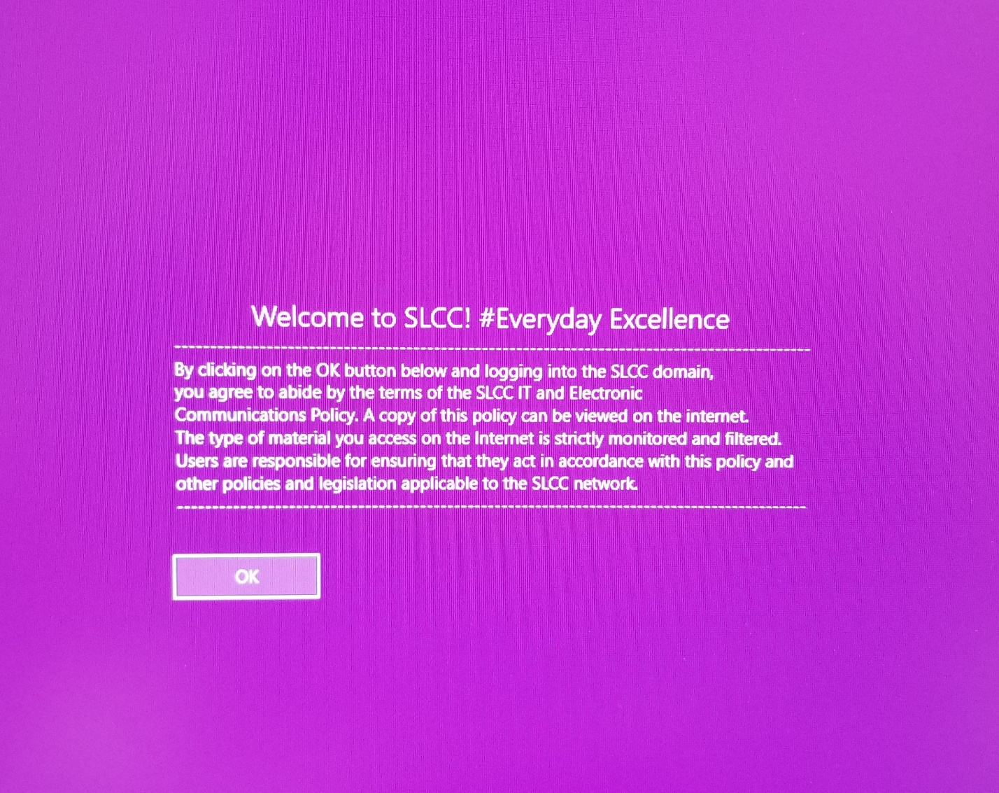 Welcome to SLCC! #Everyday Excellence
--------------------------------------------------------------------------------------------
By clicking on the OK button below and logging into the SLCC domain,
you agree to abide by the terms of the SLCC IT and Electronic
Communications Policy. A copy of this policy can be viewed on the internet.
The type of material you access on the Internet is strictly monitored and filtered.
Users are responsible for ensuring that they act in accordance with this policy and
other policies and legislation applicable to the SLCC network.
--------------------------------------------------------------------------------------------
OK